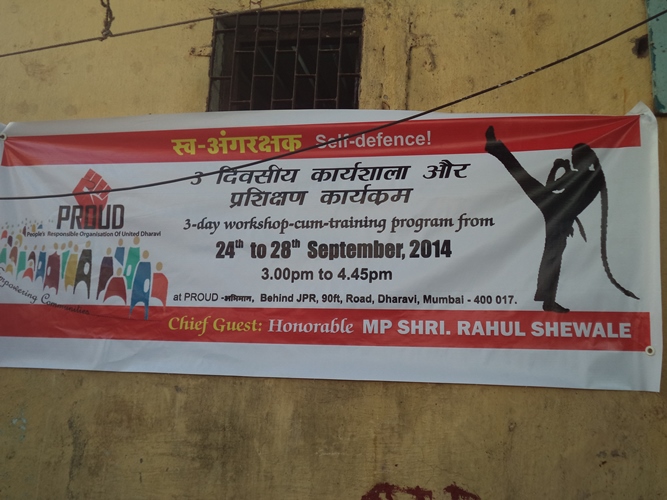 स्व-अंगरक्षक Self-defence!
3 दिवसीय कार्यशाला और
प्रशिक्षण कार्यकम
PROUD
People's Responsible Organisation Of United Dharavi
3-day workshop-cum-training program from
24th to 28th September, 2014
3.00pm to 4.45pm
at PROUD - Behind JPR, 90ft, Road, Dharavi, Mumbai - 400 017.
Chief Guest: Honorable MP SHRI. RAHUL SHEWALE